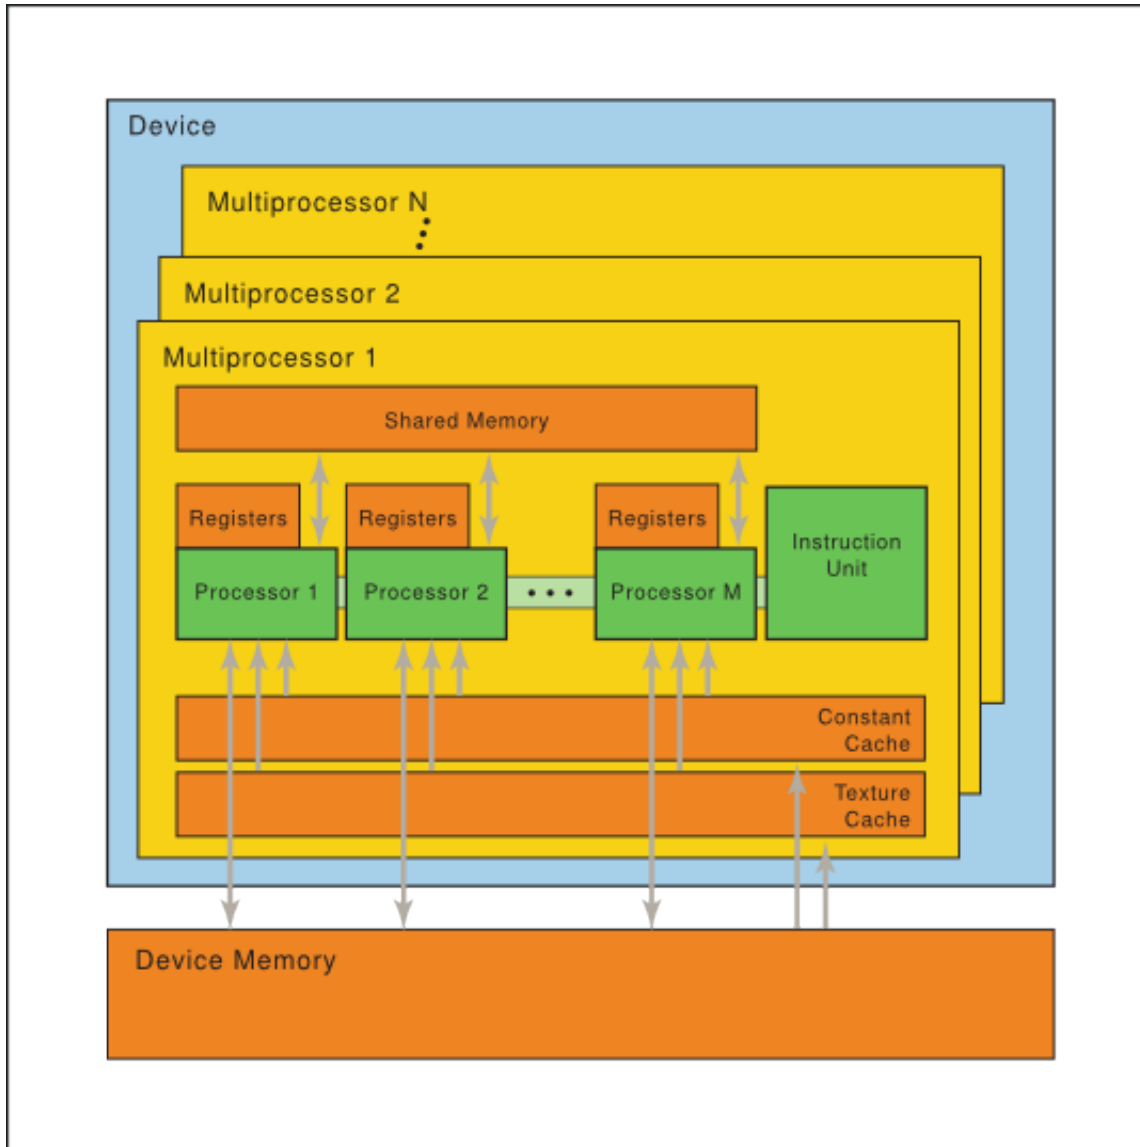 Device
Multiprocessor N
Multiprocessor 2
Multiprocessor 1
Shared Memory
Registers
Registers
Registers
Instruction
Unit
Processor 1
Processor 2
• • •
Processor M
Constant
Cache
Texture
Cache
Device Memory